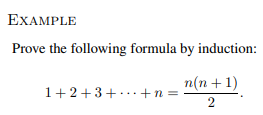 EXAMPLE
Prove the following formula by induction:
1 + 2 + 3 + ⋯ + n = n(n + 1)/2.